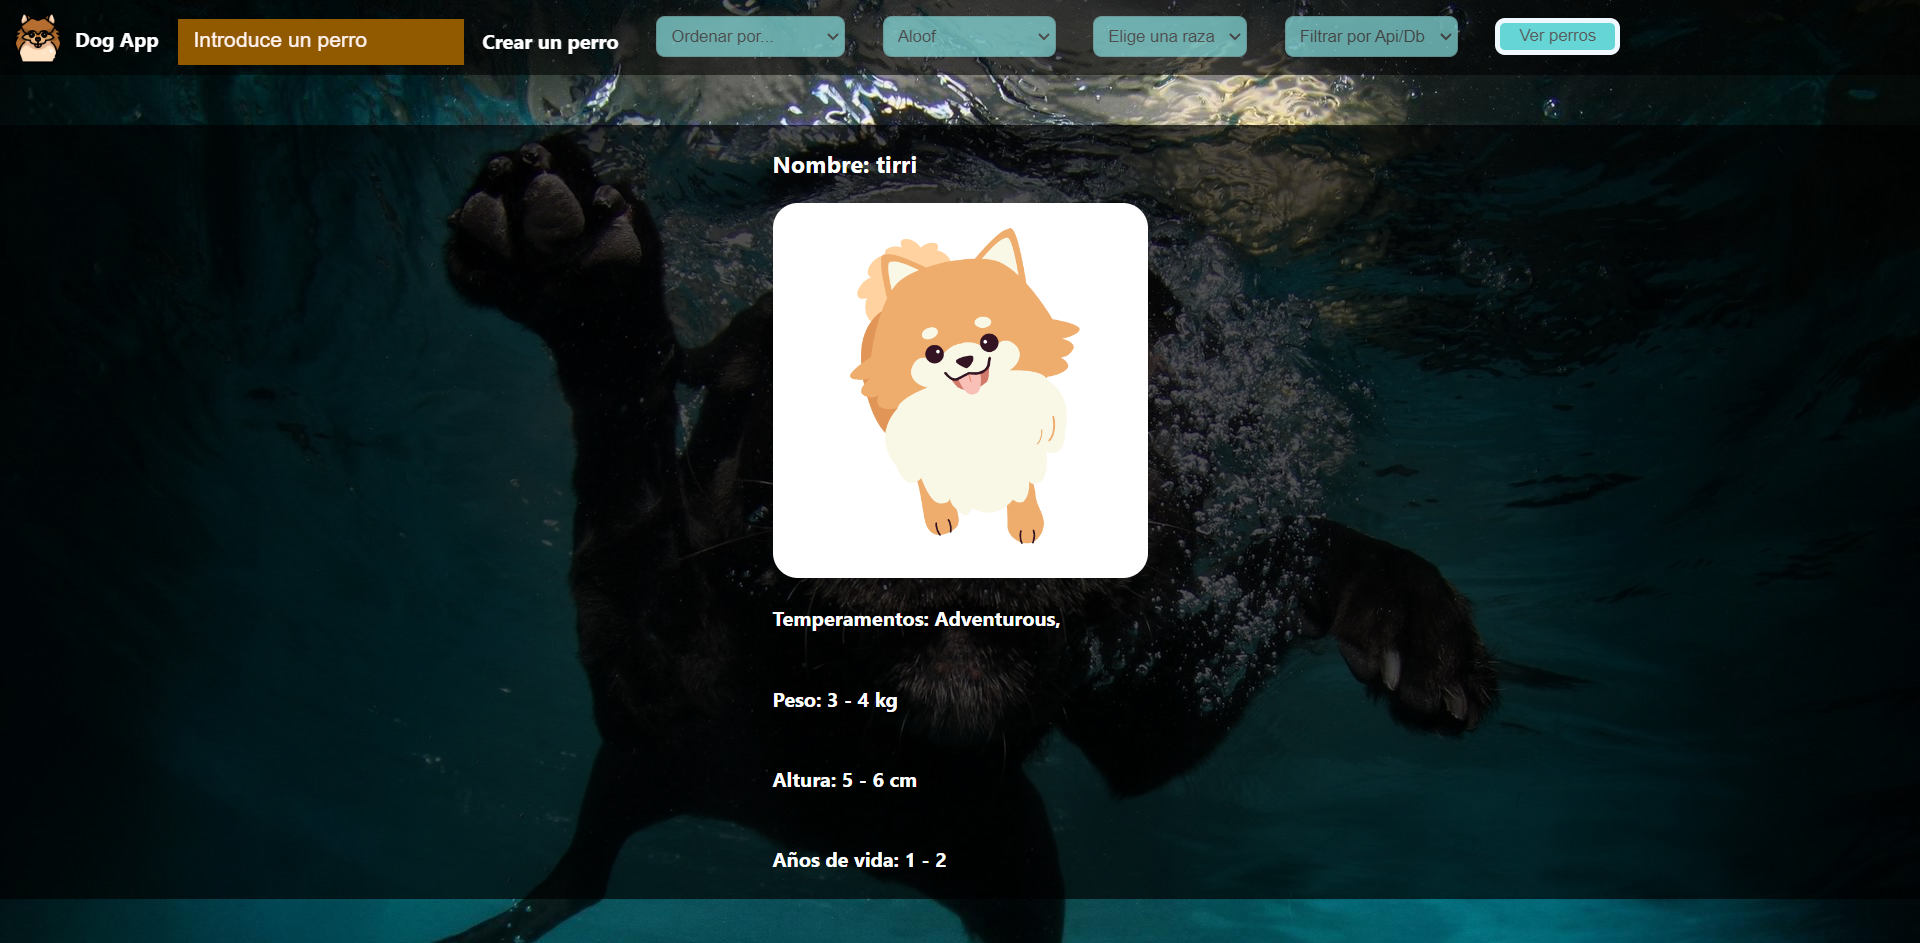 Dog App
Introduce un perro
Crear un perro
Ordenar por...
Aloof
Elige una raza
Filtrar por Api/Db
Ver perros
Nombre: tirri
Temperamentos: Adventurous,
Peso: 3 - 4 kg
Altura: 5 - 6 cm
Años de vida: 1 - 2